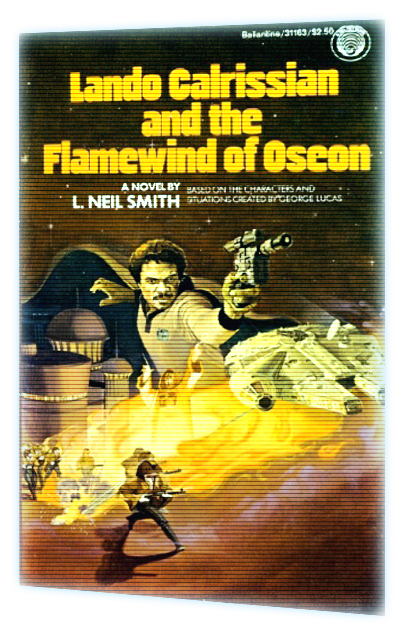 Ballantine/31163/$2.50
Lando Calrissian
and the
Flamewind of Oseon
A NOVEL BY
L. NEIL SMITH
BASED ON THE CHARACTERS AND
SITUATIONS CREATED BY GEORGE LUCAS